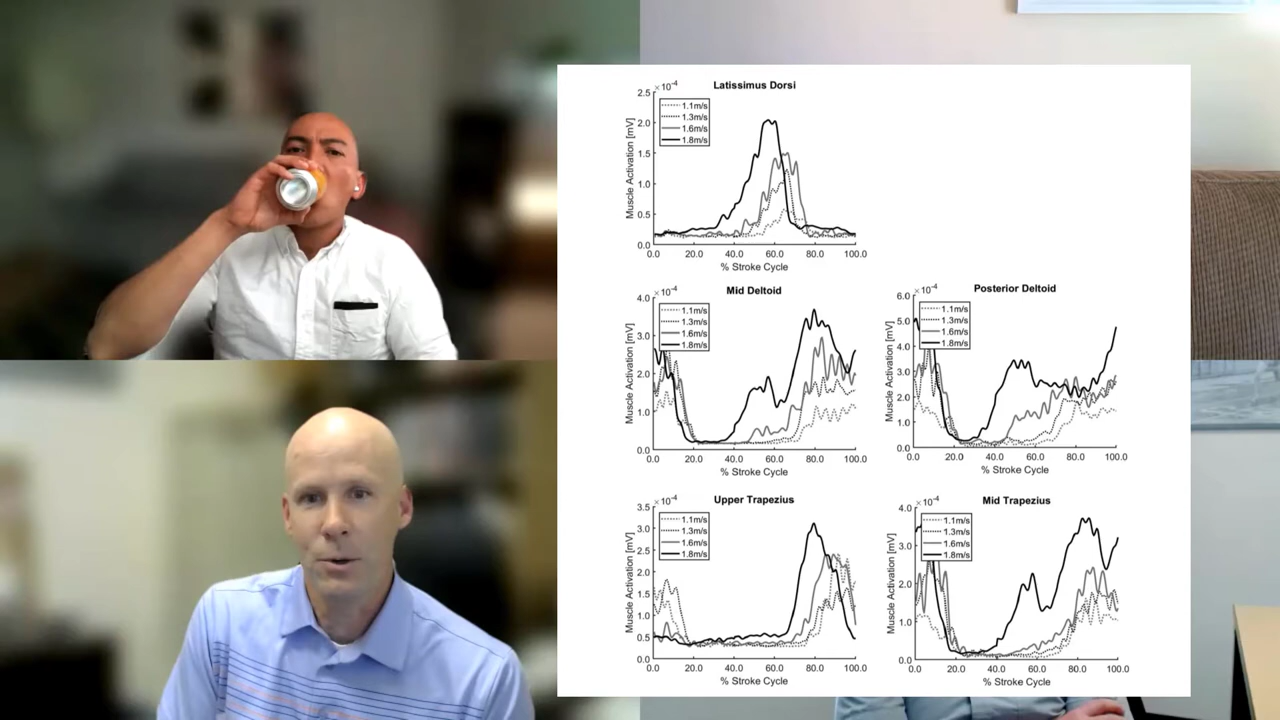 Latissimus Dorsi
×10⁻⁴
2.5
2.0
1.5
1.0
0.5
0.0
Muscle Activation [mV]
1.1m/s
1.3m/s
1.6m/s
1.8m/s
0.0 20.0 40.0 60.0 80.0 100.0
% Stroke Cycle
Mid Deltoid
×10⁻⁴
4.0
3.0
2.0
1.0
0.0
Muscle Activation [mV]
1.1m/s
1.3m/s
1.6m/s
1.8m/s
0.0 20.0 40.0 60.0 80.0 100.0
% Stroke Cycle
Posterior Deltoid
×10⁻⁴
6.0
5.0
4.0
3.0
2.0
1.0
0.0
Muscle Activation [mV]
1.1m/s
1.3m/s
1.6m/s
1.8m/s
0.0 20.0 40.0 60.0 80.0 100.0
% Stroke Cycle
Upper Trapezius
×10⁻⁴
3.5
3.0
2.5
2.0
1.5
1.0
0.5
0.0
Muscle Activation [mV]
1.1m/s
1.3m/s
1.6m/s
1.8m/s
0.0 20.0 40.0 60.0 80.0 100.0
% Stroke Cycle
Mid Trapezius
×10⁻⁴
4.0
3.0
2.0
1.0
0.0
Muscle Activation [mV]
1.1m/s
1.3m/s
1.6m/s
1.8m/s
0.0 20.0 40.0 60.0 80.0 100.0
% Stroke Cycle